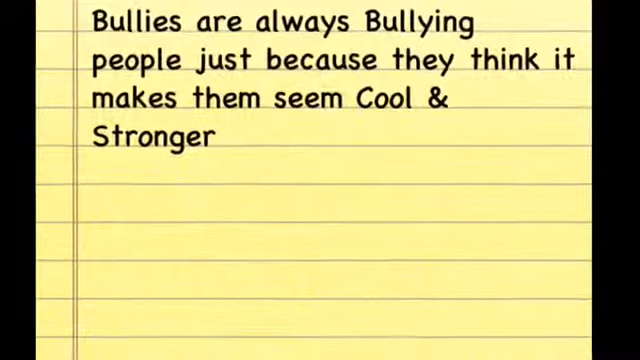 Bullies are always Bullying
people just because they think it
makes them seem Cool &
Stronger